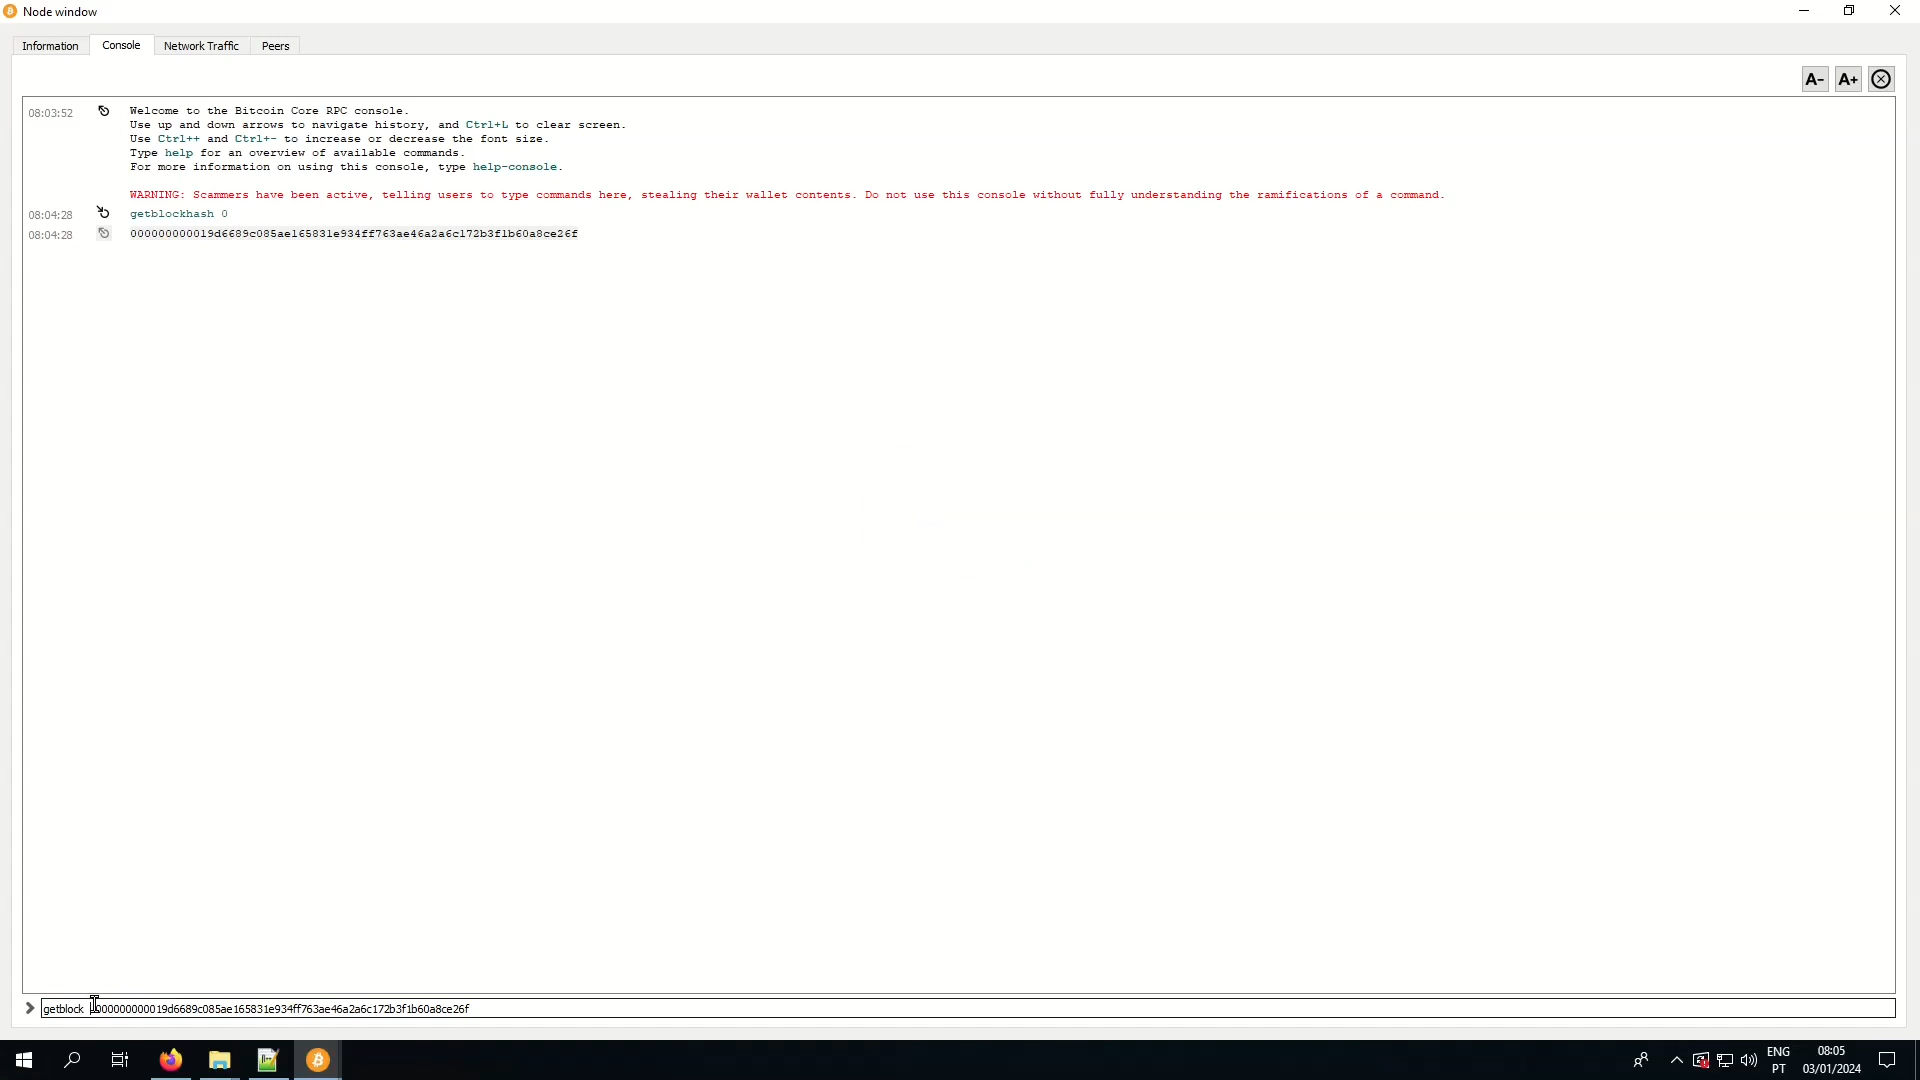 Node window
Information
Console
Network Traffic
Peers
A-
A+
08:03:52
Welcome to the Bitcoin Core RPC console.
Use up and down arrows to navigate history, and Ctrl+L to clear screen.
Use Ctrl++ and Ctrl+- to increase or decrease the font size.
Type help for an overview of available commands.
For more information on using this console, type help-console.
WARNING: Scammers have been active, telling users to type commands here, stealing their wallet contents. Do not use this console without fully understanding the ramifications of a command.
08:04:28
getblockhash 0
08:04:28
000000000019d6689c085ae165831e934ff763ae46a2a6c172b3f1b60a8ce26f
getblock 000000000019d6689c085ae165831e934ff763ae46a2a6c172b3f1b60a8ce26f
ENG
PT
08:05
03/01/2024